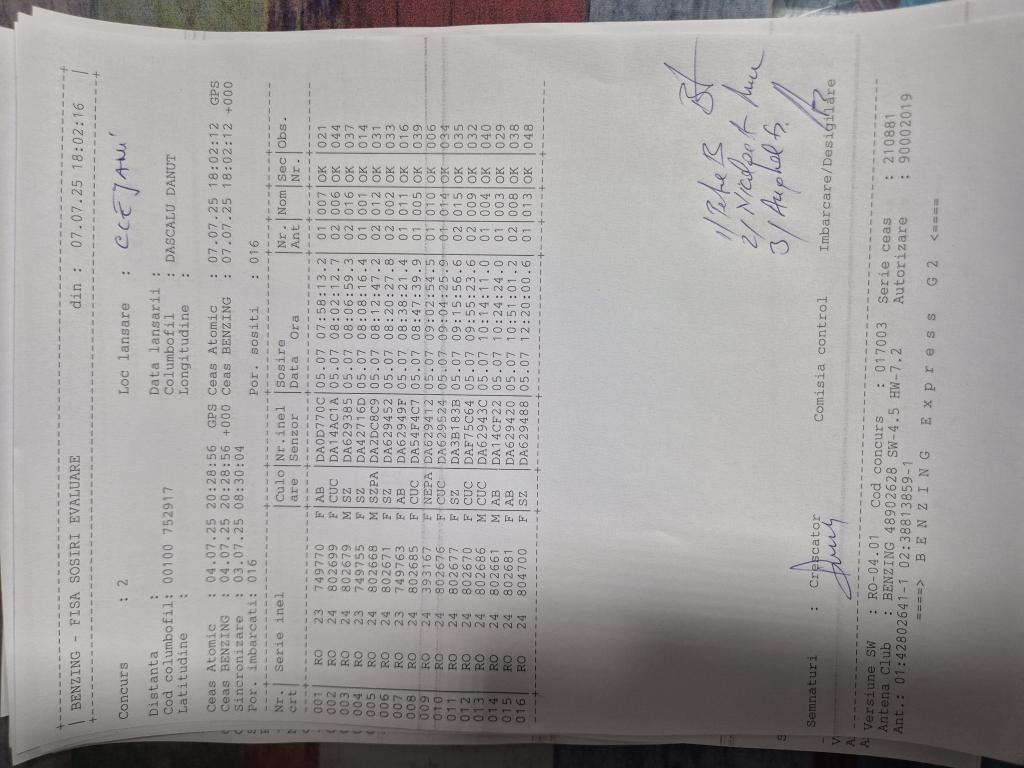 BENZING - FISA SOSIRI EVALUARE din : 07.07.25 18:02:16
Concurs : 2 Loc lansare : CLEJANI
Distanta : Data lansarii :
Cod columbofil: 00100 752917 Columbofil : DASCALU DANUT
Latitudine : Longitudine :
Ceas Atomic : 04.07.25 20:28:56 GPS Ceas Atomic : 07.07.25 18:02:12 GPS
Ceas BENZING : 04.07.25 20:28:56 +000 Ceas BENZING : 07.07.25 18:02:12 +000
Sincronizare : 03.07.25 08:30:04
Por. imbarcati: 016 Por. sositi : 016
Nr.| Serie inel |Culo|Nr.inel |Sosire |Nr.|Nom|Sec|Obs.
crt| |are |Senzor |Data Ora |Ant| |Nr.|
001 RO 23 749770 F AB DA0D770C 05.07 07:58:13.2 01 007 OK 021
002 RO 24 802699 F CUC DA14AC1A 05.07 08:02:12.7 02 006 OK 044
003 RO 24 802679 M SZ DA629385 05.07 08:06:59.3 02 016 OK 037
004 RO 23 749755 F SZ DA42716D 05.07 08:08:16.4 01 001 OK 014
005 RO 24 802668 M SZPA DA2DC8C9 05.07 08:12:47.2 02 012 OK 031
006 RO 24 802671 F SZ DA629452 05.07 08:20:27.8 02 002 OK 033
007 RO 23 749763 F AB DA62949F 05.07 08:38:21.4 01 011 OK 016
008 RO 24 802685 F CUC DA54F4C7 05.07 08:47:39.9 01 005 OK 039
009 RO 24 393167 F NEPA DA629412 05.07 09:02:54.5 01 010 OK 006
010 RO 24 802676 F CUC DA629524 05.07 09:04:25.9 01 014 OK 034
011 RO 24 802677 F SZ DA3B183B 05.07 09:15:56.6 02 015 OK 035
012 RO 24 802670 F CUC DAF75C64 05.07 09:55:23.6 02 009 OK 032
013 RO 24 802686 M CUC DA62943C 05.07 10:14:11.0 01 004 OK 040
014 RO 24 802661 M AB DA14CF22 05.07 10:24:24.0 01 003 OK 029
015 RO 24 802681 F AB DA629420 05.07 10:51:01.2 02 008 OK 038
016 RO 24 804700 F SZ DA629488 05.07 12:20:00.6 01 013 OK 048
1/ Petre B
2/
3/
Semnaturi : Crescator Comisia control Imbarcare/Desigilare
Versiune SW : RO-04.01 Cod concurs : 017003 Serie ceas : 210881
Antena Club : BENZING 48902628 SW-4.5 HW-7.2 Autorizare : 90002019
Ant.: 01:42802641-1 02:38813859-1
====> B E N Z I N G E x p r e s s G 2 <====